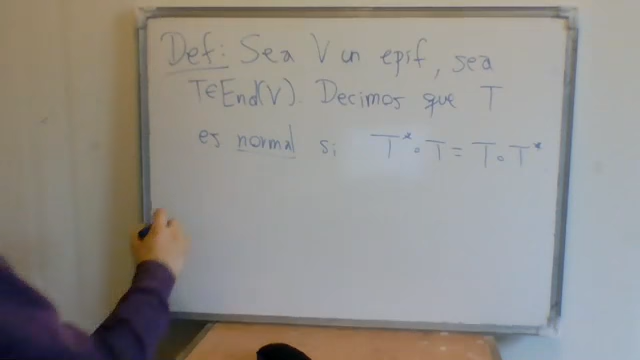 Def: Sea V un epif, sea
T∈End(V). Decimos que T
es normal si T*∘T = T∘T*